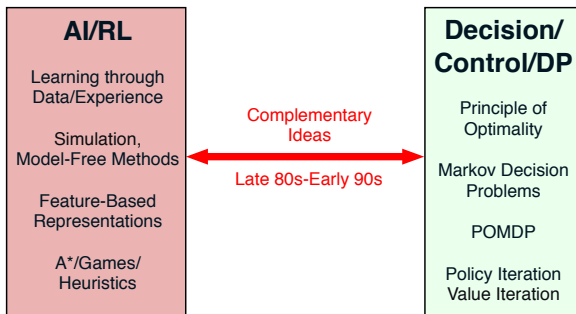 AI/RL
Learning through
Data/Experience
Simulation,
Model-Free Methods
Feature-Based
Representations
A*/Games/
Heuristics
Complementary
Ideas
Late 80s-Early 90s
Decision/
Control/DP
Principle of
Optimality
Markov Decision
Problems
POMDP
Policy Iteration
Value Iteration